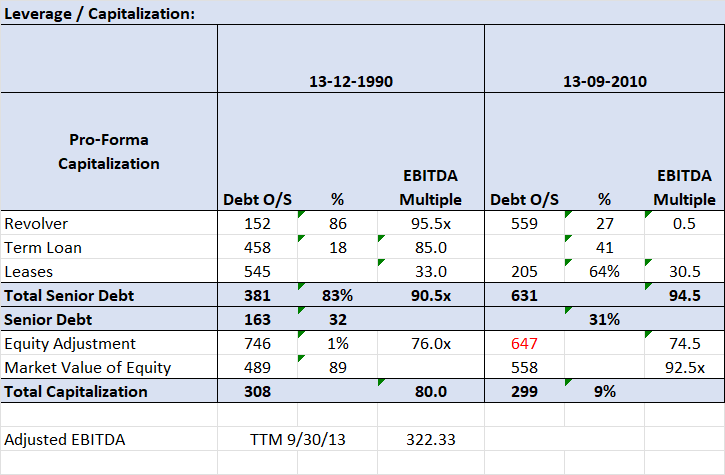 Leverage / Capitalization:
13-12-1990 13-09-2010
Pro-Forma
Capitalization
EBITDA EBITDA
Debt O/S % Multiple Debt O/S % Multiple
Revolver 152 86 95.5x 559 27 0.5
Term Loan 458 18 85.0 41
Leases 545 33.0 205 64% 30.5
Total Senior Debt 381 83% 90.5x 631 94.5
Senior Debt 163 32 31%
Equity Adjustment 746 1% 76.0x 647 74.5
Market Value of Equity 489 89 558 92.5x
Total Capitalization 308 80.0 299 9%
Adjusted EBITDA TTM 9/30/13 322.33